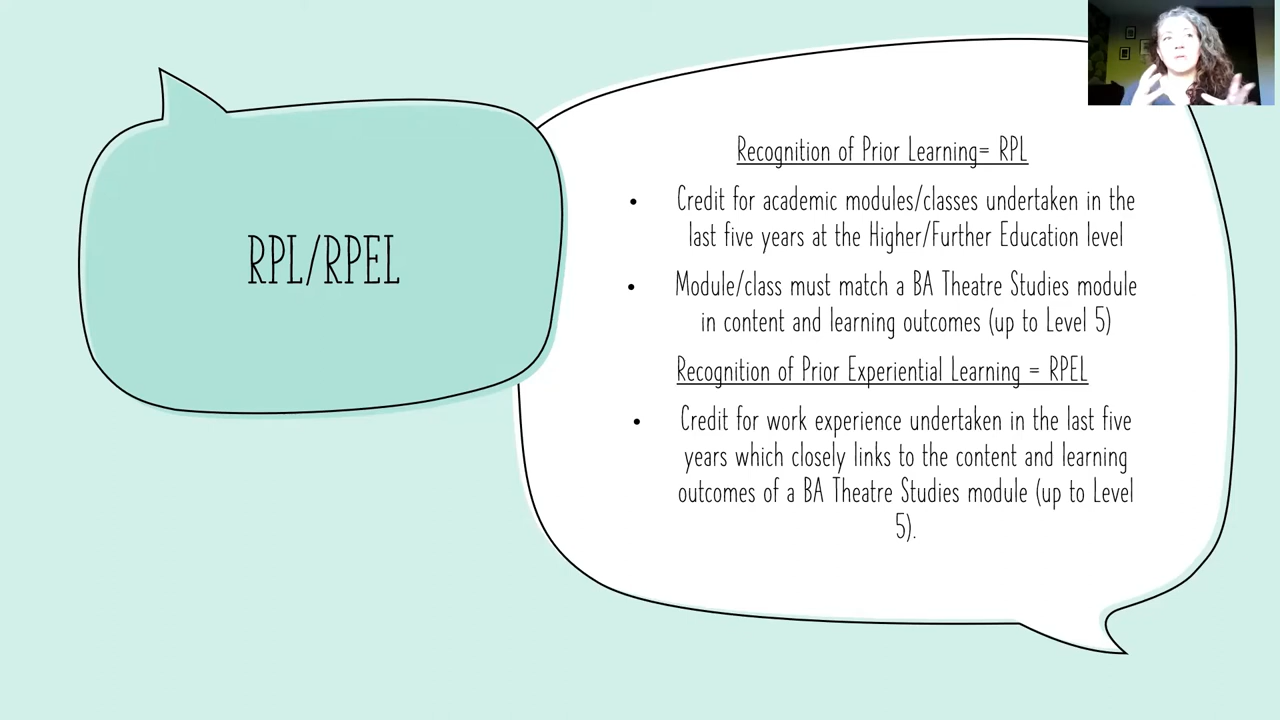 RPL/RPEL
Recognition of Prior Learning= RPL
• Credit for academic modules/classes undertaken in the
last five years at the Higher/Further Education level
• Module/class must match a BA Theatre Studies module
in content and learning outcomes (up to Level 5)
Recognition of Prior Experiential Learning = RPEL
• Credit for work experience undertaken in the last five
years which closely links to the content and learning
outcomes of a BA Theatre Studies module (up to Level
5).